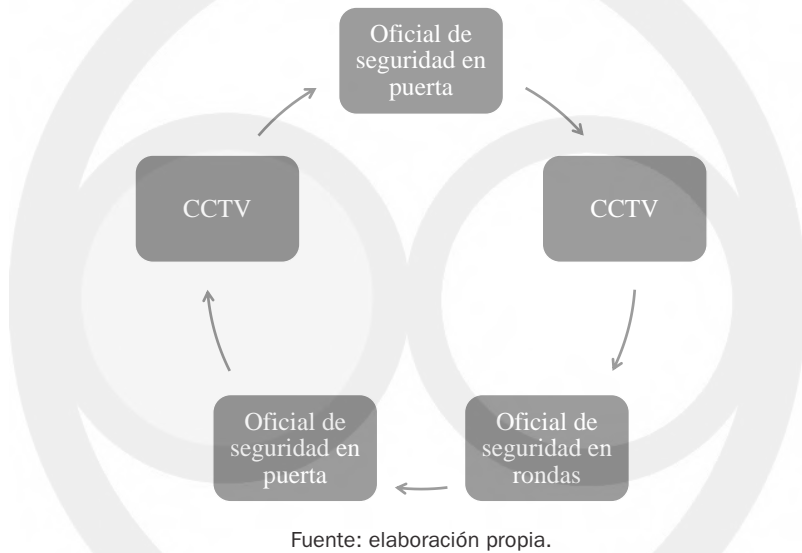 Oficial de
seguridad en
puerta
CCTV
CCTV
Oficial de
seguridad en
puerta
Oficial de
seguridad en
rondas
Fuente: elaboración propia.